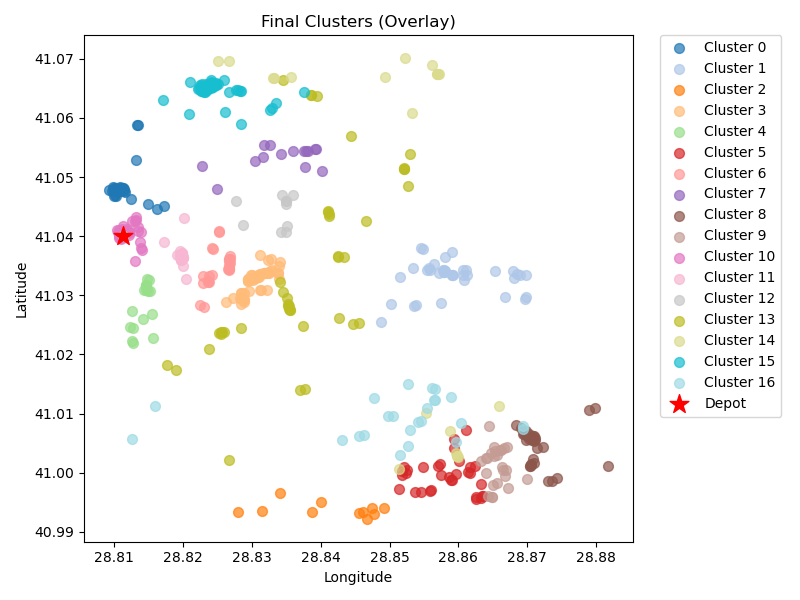 Final Clusters (Overlay)
41.07
41.06
41.05
41.04
41.03
41.02
41.01
41.00
40.99
Latitude
28.81 28.82 28.83 28.84 28.85 28.86 28.87 28.88
Longitude
Cluster 0
Cluster 1
Cluster 2
Cluster 3
Cluster 4
Cluster 5
Cluster 6
Cluster 7
Cluster 8
Cluster 9
Cluster 10
Cluster 11
Cluster 12
Cluster 13
Cluster 14
Cluster 15
Cluster 16
Depot